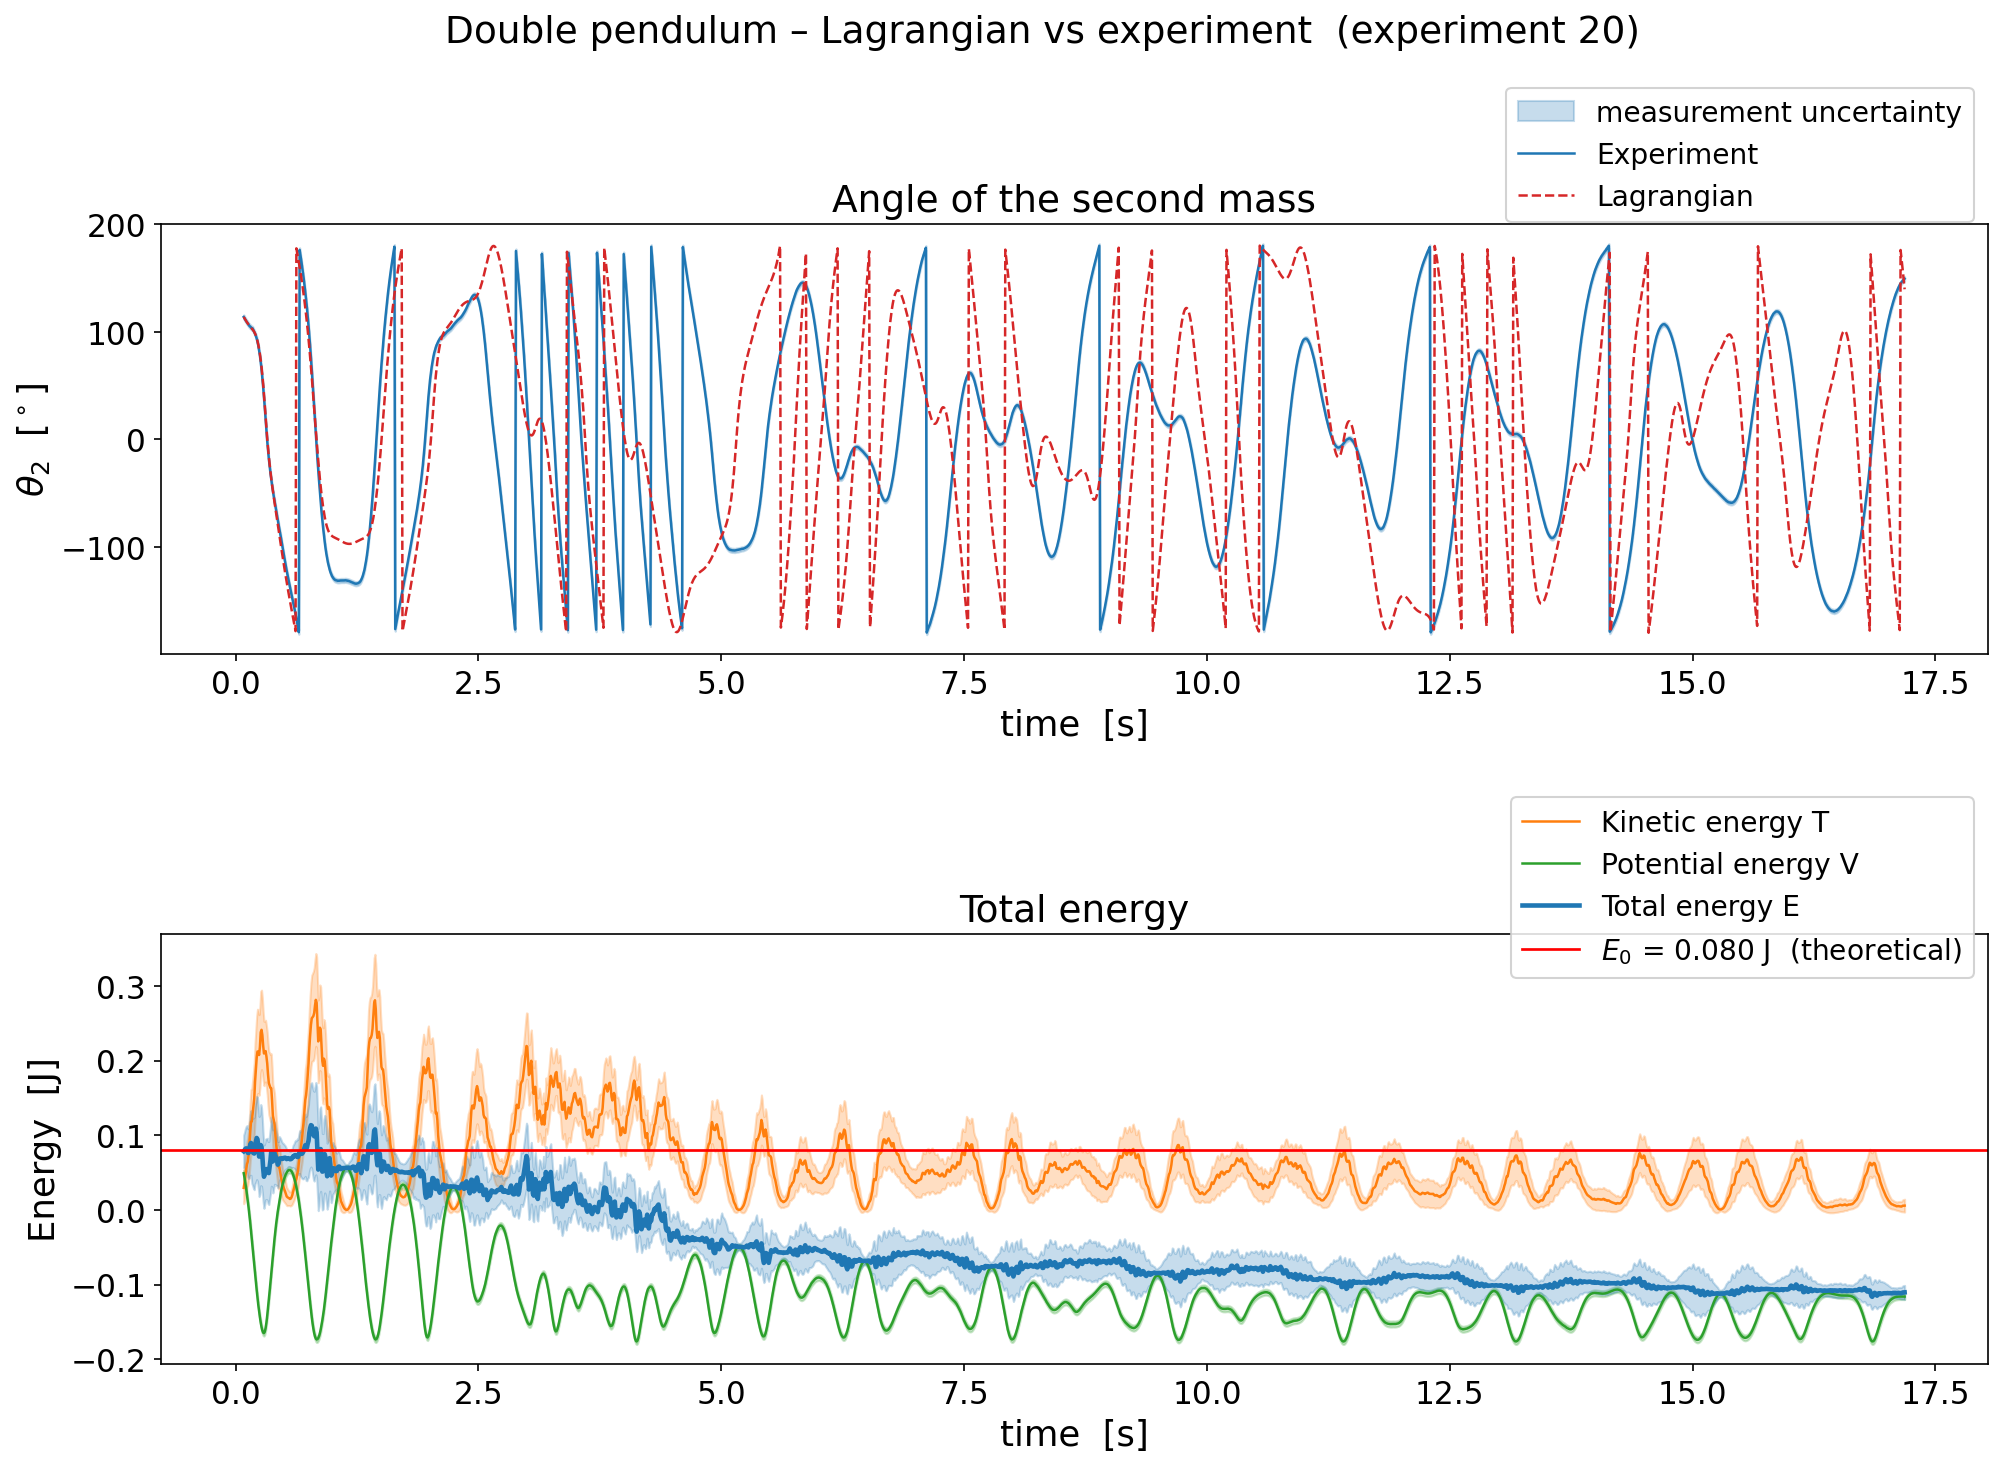 Double pendulum – Lagrangian vs experiment  (experiment 20)
measurement uncertainty
Experiment
Lagrangian
Angle of the second mass
200
100
0
−100
θ₂  [°]
0.0 2.5 5.0 7.5 10.0 12.5 15.0 17.5
time  [s]
Kinetic energy T
Potential energy V
Total energy E
E₀ = 0.080 J  (theoretical)
Total energy
0.3
0.2
0.1
0.0
−0.1
−0.2
Energy  [J]
0.0 2.5 5.0 7.5 10.0 12.5 15.0 17.5
time  [s]